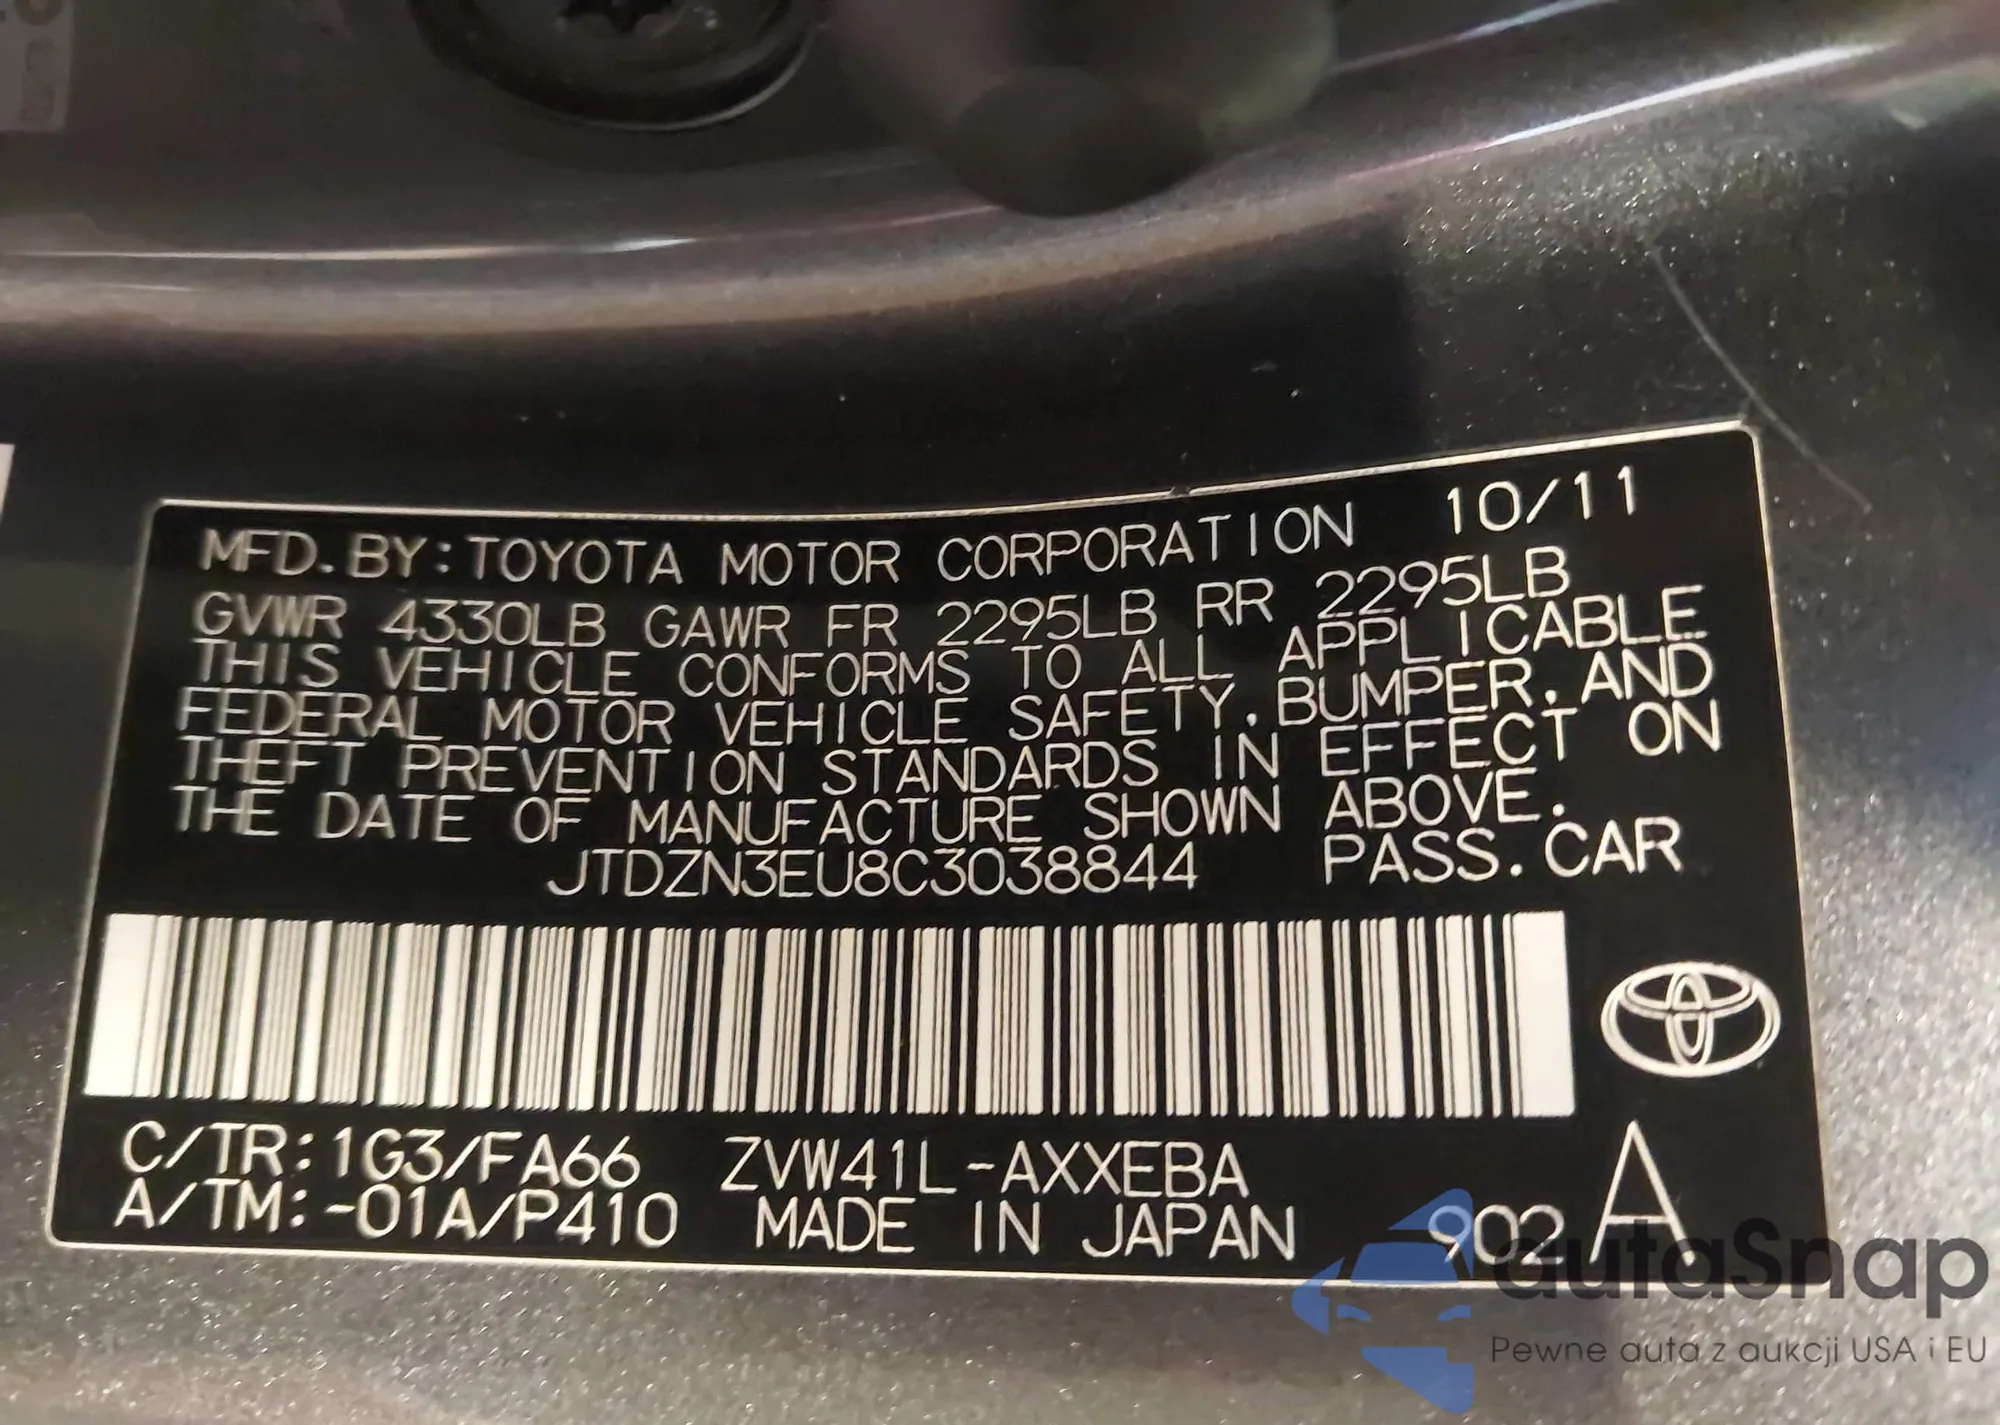 MFD. BY: TOYOTA MOTOR CORPORATION 10/11
GVWR 4330LB GAWR FR 2295LB RR 2295LB
THIS VEHICLE CONFORMS TO ALL APPLICABLE
FEDERAL MOTOR VEHICLE SAFETY, BUMPER, AND
THEFT PREVENTION STANDARDS IN EFFECT ON
THE DATE OF MANUFACTURE SHOWN ABOVE.
JTDZN3EU8C3038844 PASS. CAR
C/TR: 1G3/FA66 ZVW41L-AXXEBA
A/TM: -01A/P410 MADE IN JAPAN 902 A
autaSnap
Pewne auta z aukcji USA i EU